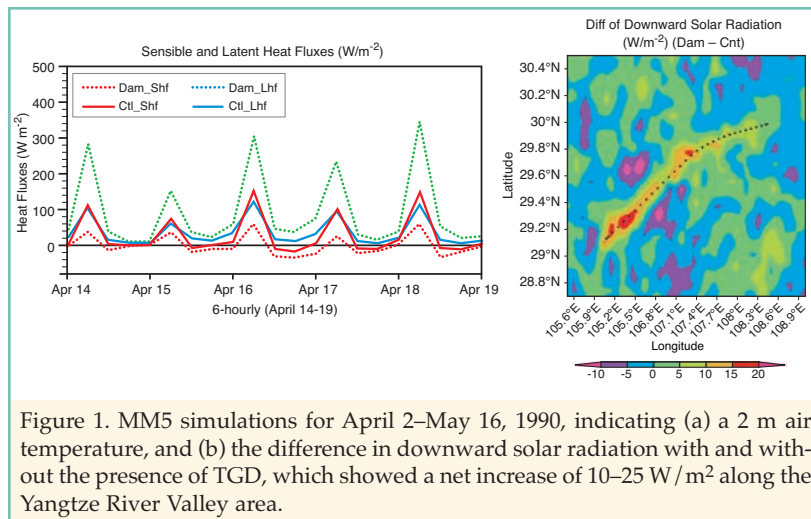 Sensible and Latent Heat Fluxes (W/m-2)
500
400
300
200
100
0
Heat Fluxes (W m-2)
Dam_Shf
Dam_Lhf
Ctl_Shf
Ctl_Lhf
Apr 14
Apr 15
Apr 16
Apr 17
Apr 18
Apr 19
6-hourly (April 14-19)
Diff of Downward Solar Radiation
(W/m-2) (Dam – Cnt)
30.4°N
30.2°N
30°N
29.8°N
29.6°N
29.4°N
29.2°N
29°N
28.8°N
Latitude
105.6°E
105.9°E
105.2°E
105.5°E
106.8°E
107.1°E
107.4°E
107.7°E
108°E
108.3°E
108.6°E
108.9°E
Longitude
-10
-5
0
5
10
15
20
Figure 1. MM5 simulations for April 2–May 16, 1990, indicating (a) a 2 m air
temperature, and (b) the difference in downward solar radiation with and with-
out the presence of TGD, which showed a net increase of 10–25 W/m² along the
Yangtze River Valley area.